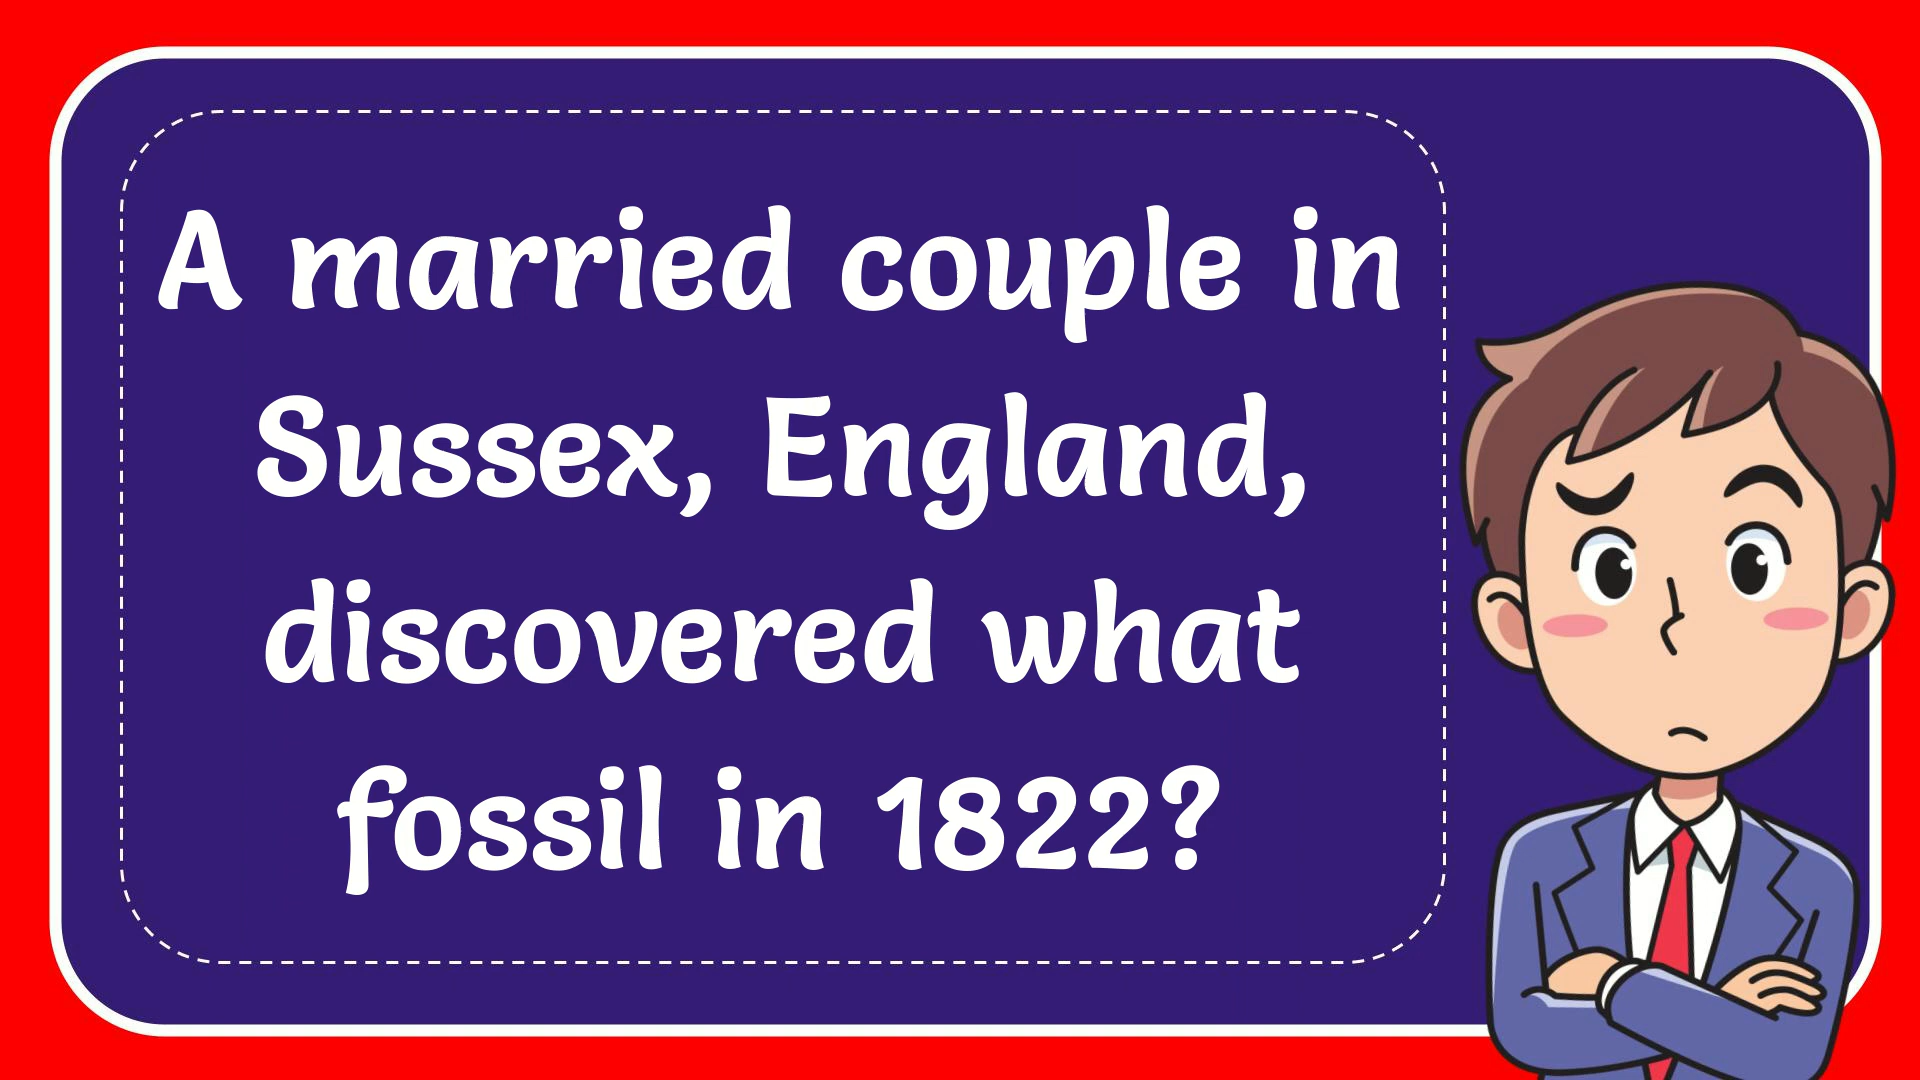 A married couple in
Sussex, England,
discovered what
fossil in 1822?